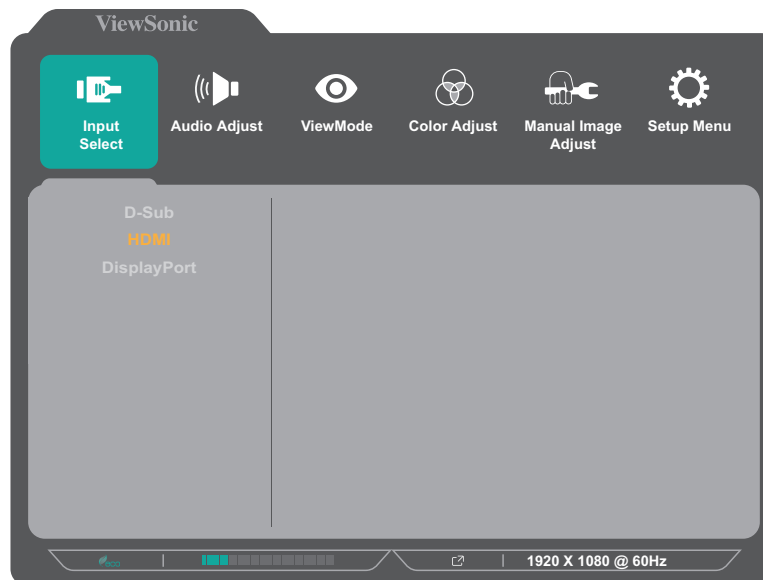 ViewSonic
Input
Select
Audio Adjust
ViewMode
Color Adjust
Manual Image
Adjust
Setup Menu
D-Sub
HDMI
DisplayPort
eco
1920 X 1080 @ 60Hz